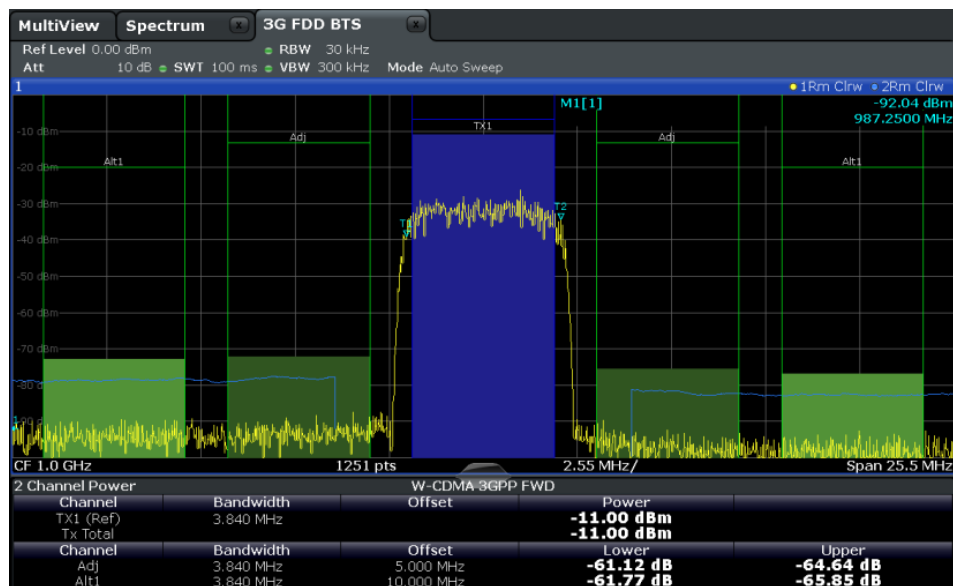 MultiView Spectrum x 3G FDD BTS x
Ref Level 0.00 dBm RBW 30 kHz
Att 10 dB SWT 100 ms VBW 300 kHz Mode Auto Sweep
1 1Rm Clrw 2Rm Clrw
M1[1] -92.04 dBm
987.2500 MHz
TX1
-10 dBm
Adj Adj
Alt1 Alt1
-20 dBm
-30 dBm
T1 T2
-40 dBm
-50 dBm
-60 dBm
-70 dBm
-80 dBm
CF 1.0 GHz 1251 pts 2.55 MHz/ Span 25.5 MHz
2 Channel Power W-CDMA 3GPP FWD
Channel Bandwidth Offset Power
TX1 (Ref) 3.840 MHz -11.00 dBm
Tx Total -11.00 dBm
Channel Bandwidth Offset Lower Upper
Adj 3.840 MHz 5.000 MHz -61.12 dB -64.64 dB
Alt1 3.840 MHz 10.000 MHz -61.77 dB -65.85 dB